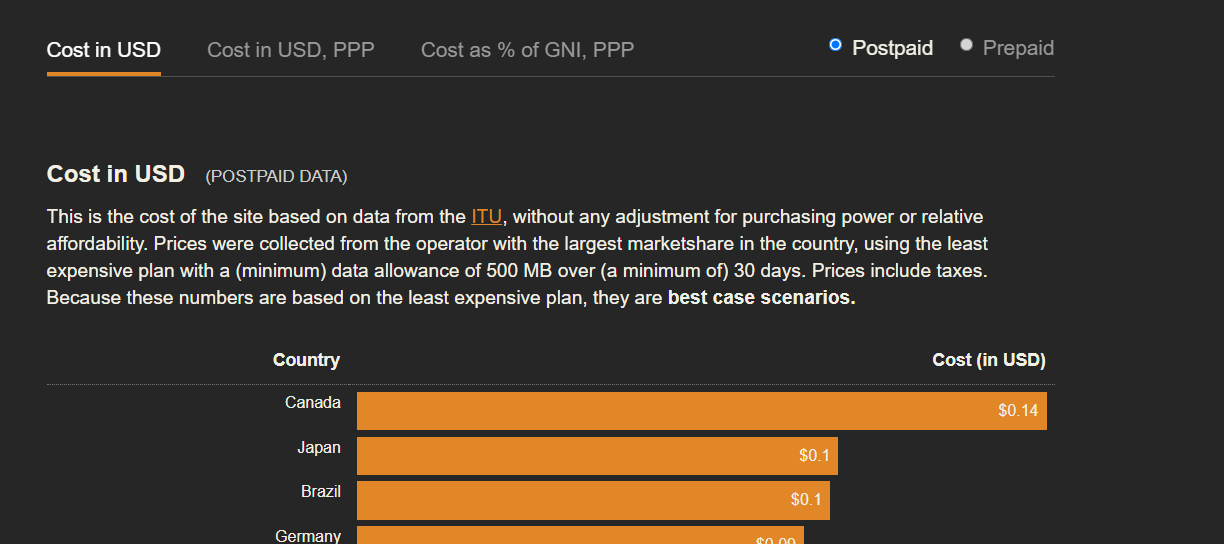 Cost in USD Cost in USD, PPP Cost as % of GNI, PPP Postpaid Prepaid
Cost in USD (POSTPAID DATA)
This is the cost of the site based on data from the ITU, without any adjustment for purchasing power or relative
affordability. Prices were collected from the operator with the largest marketshare in the country, using the least
expensive plan with a (minimum) data allowance of 500 MB over (a minimum of) 30 days. Prices include taxes.
Because these numbers are based on the least expensive plan, they are best case scenarios.
Country Cost (in USD)
Canada $0.14
Japan $0.1
Brazil $0.1
Germany $0.09